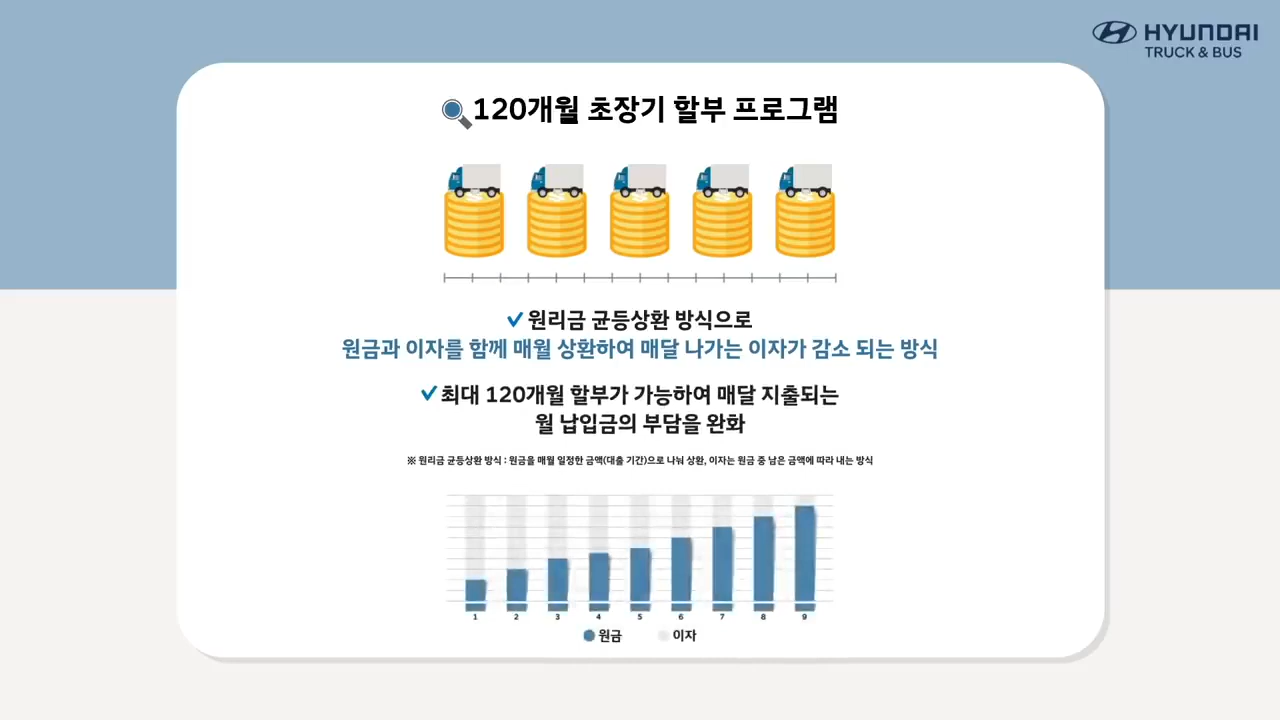 HYUNDAI
TRUCK & BUS
120개월 초장기 할부 프로그램
원리금 균등상환 방식으로
원금과 이자를 함께 매월 상환하여 매달 나가는 이자가 감소 되는 방식
최대 120개월 할부가 가능하여 매달 지출되는
월 납입금의 부담을 완화
※ 원리금 균등상환 방식 : 원금을 매월 일정한 금액(대출 기간)으로 나눠 상환, 이자는 원금 중 남은 금액에 따라 내는 방식
1 2 3 4 5 6 7 8 9
원금 이자